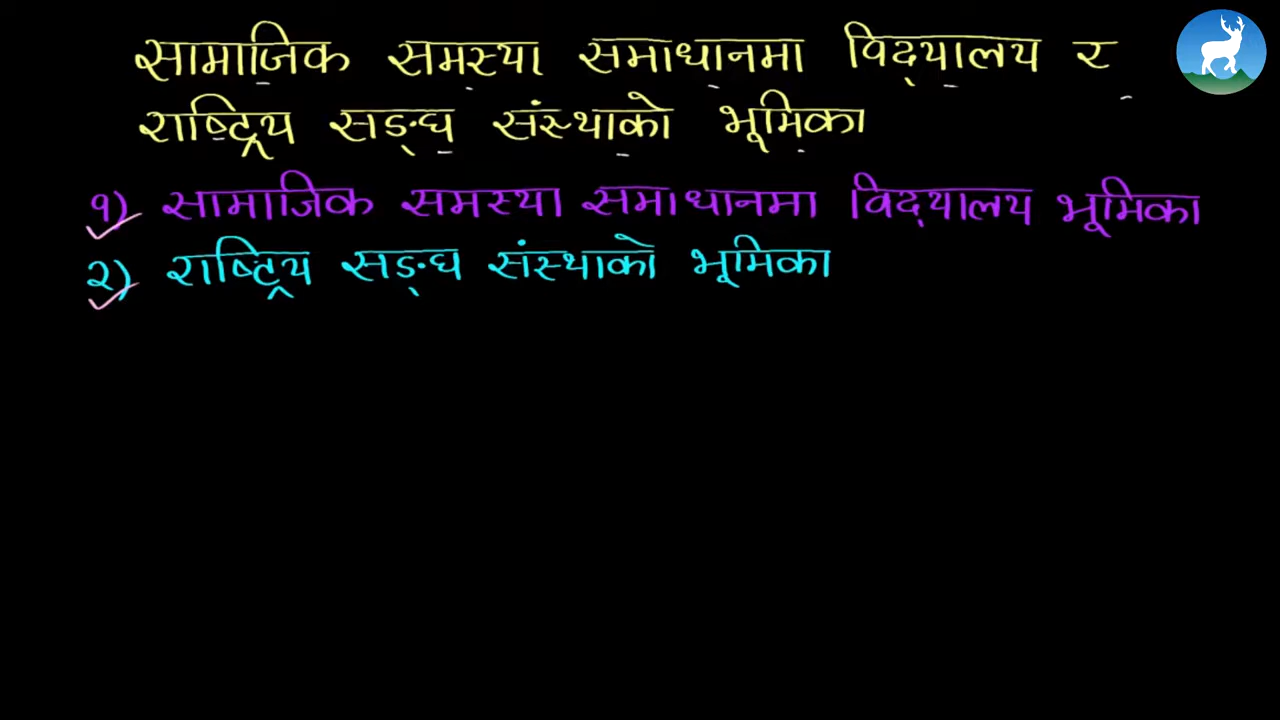 सामाजिक समस्या समाधानमा विद्यालय र
राष्ट्रिय सङ्घ संस्थाको भूमिका
१) सामाजिक समस्या समाधानमा विद्यालय भूमिका
२) राष्ट्रिय सङ्घ संस्थाको भूमिका